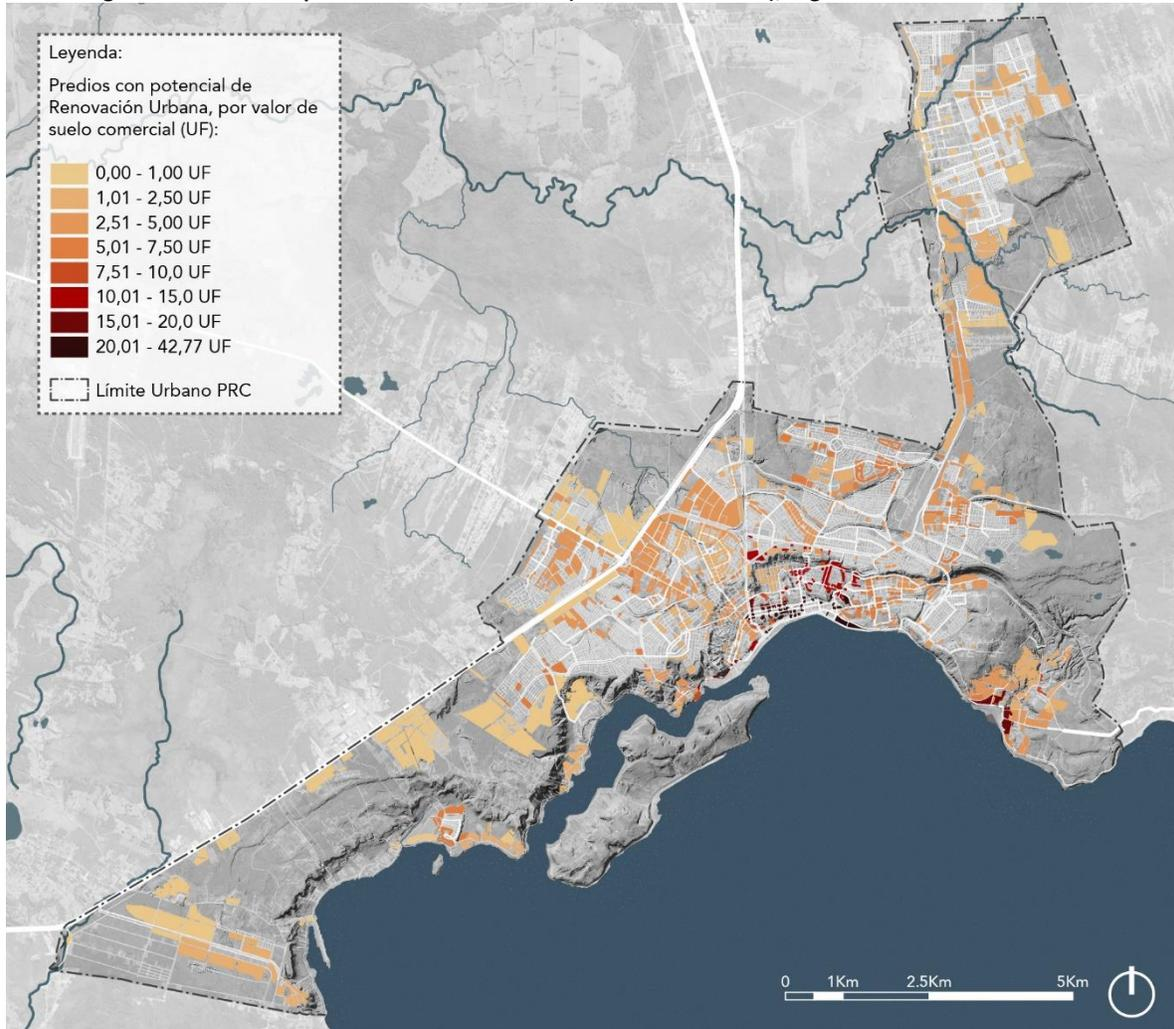 Leyenda:
Predios con potencial de
Renovación Urbana, por valor de
suelo comercial (UF):
0,00 - 1,00 UF
1,01 - 2,50 UF
2,51 - 5,00 UF
5,01 - 7,50 UF
7,51 - 10,0 UF
10,01 - 15,0 UF
15,01 - 20,0 UF
20,01 - 42,77 UF
Límite Urbano PRC
0 1Km 2.5Km 5Km